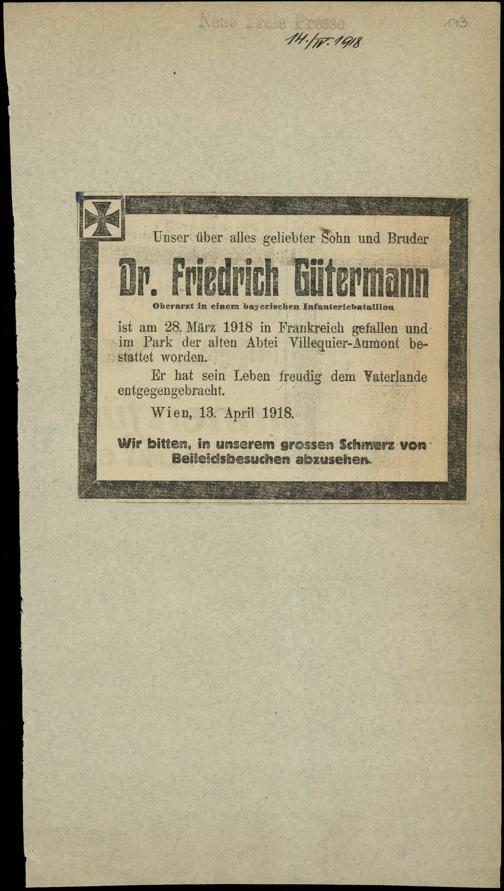 Neue Freie Presse
173
14./IV. 1918
Unser über alles geliebter Sohn und Bruder
Dr. Friedrich Gütermann
Oberarzt in einem bayerischen Infanteriebataillon
ist am 28. März 1918 in Frankreich gefallen und
im Park der alten Abtei Villequier-Aumont be-
stattet worden.
Er hat sein Leben freudig dem Vaterlande
entgegengebracht.
Wien, 13. April 1918.
Wir bitten, in unserem grossen Schmerz von
Beileidsbesuchen abzusehen.